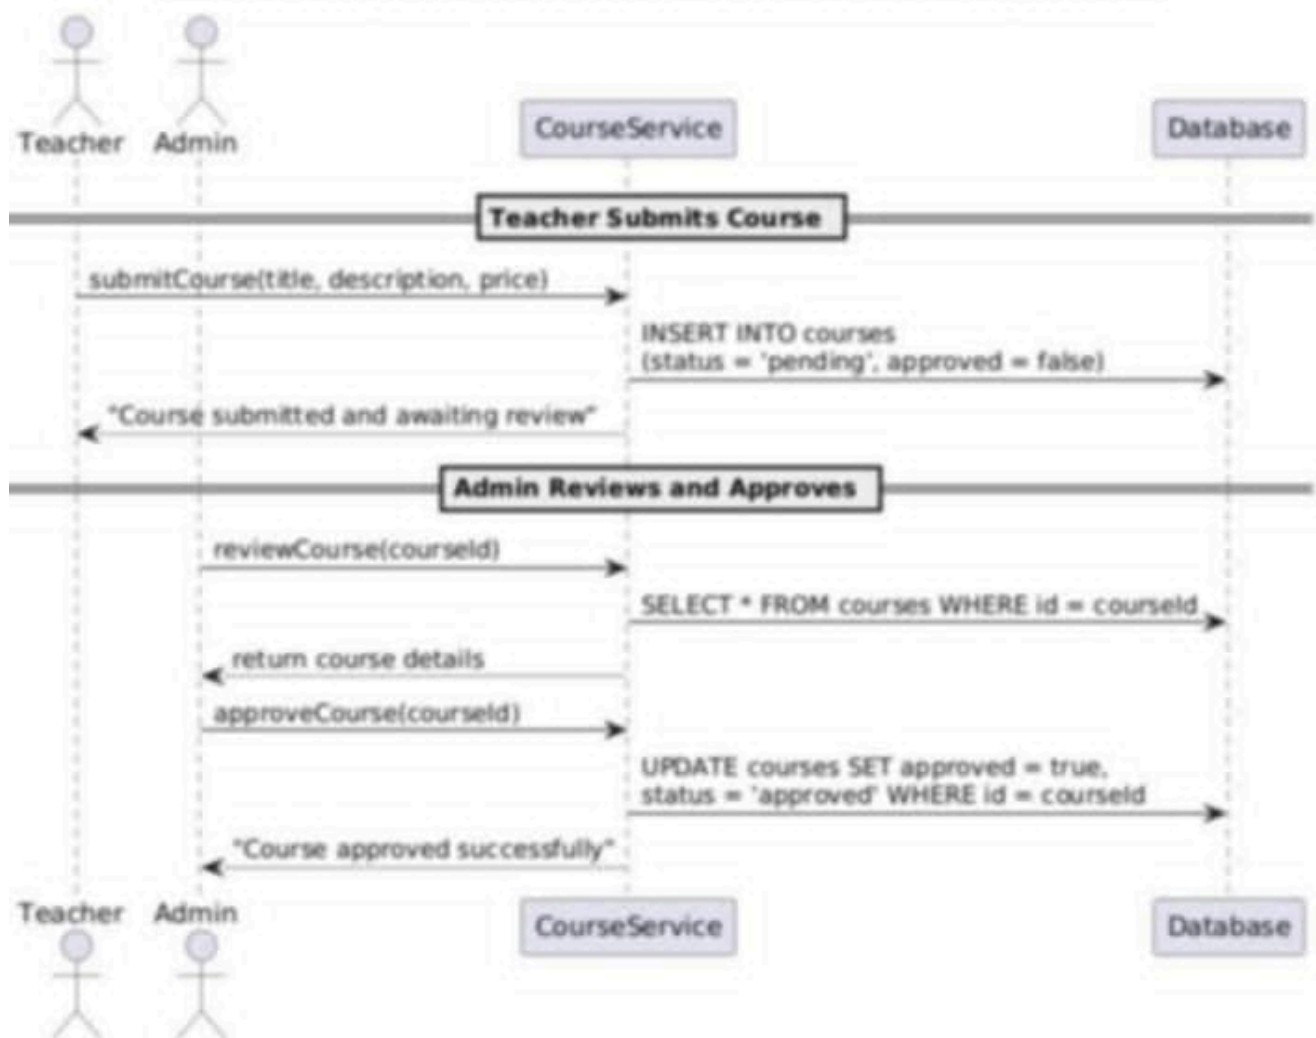 Teacher
Admin
CourseService
Database
Teacher Submits Course
submitCourse(title, description, price)
INSERT INTO courses
(status = 'pending', approved = false)
"Course submitted and awaiting review"
Admin Reviews and Approves
reviewCourse(courseId)
SELECT * FROM courses WHERE id = courseId
return course details
approveCourse(courseId)
UPDATE courses SET approved = true,
status = 'approved' WHERE id = courseId
"Course approved successfully"
Teacher
Admin
CourseService
Database